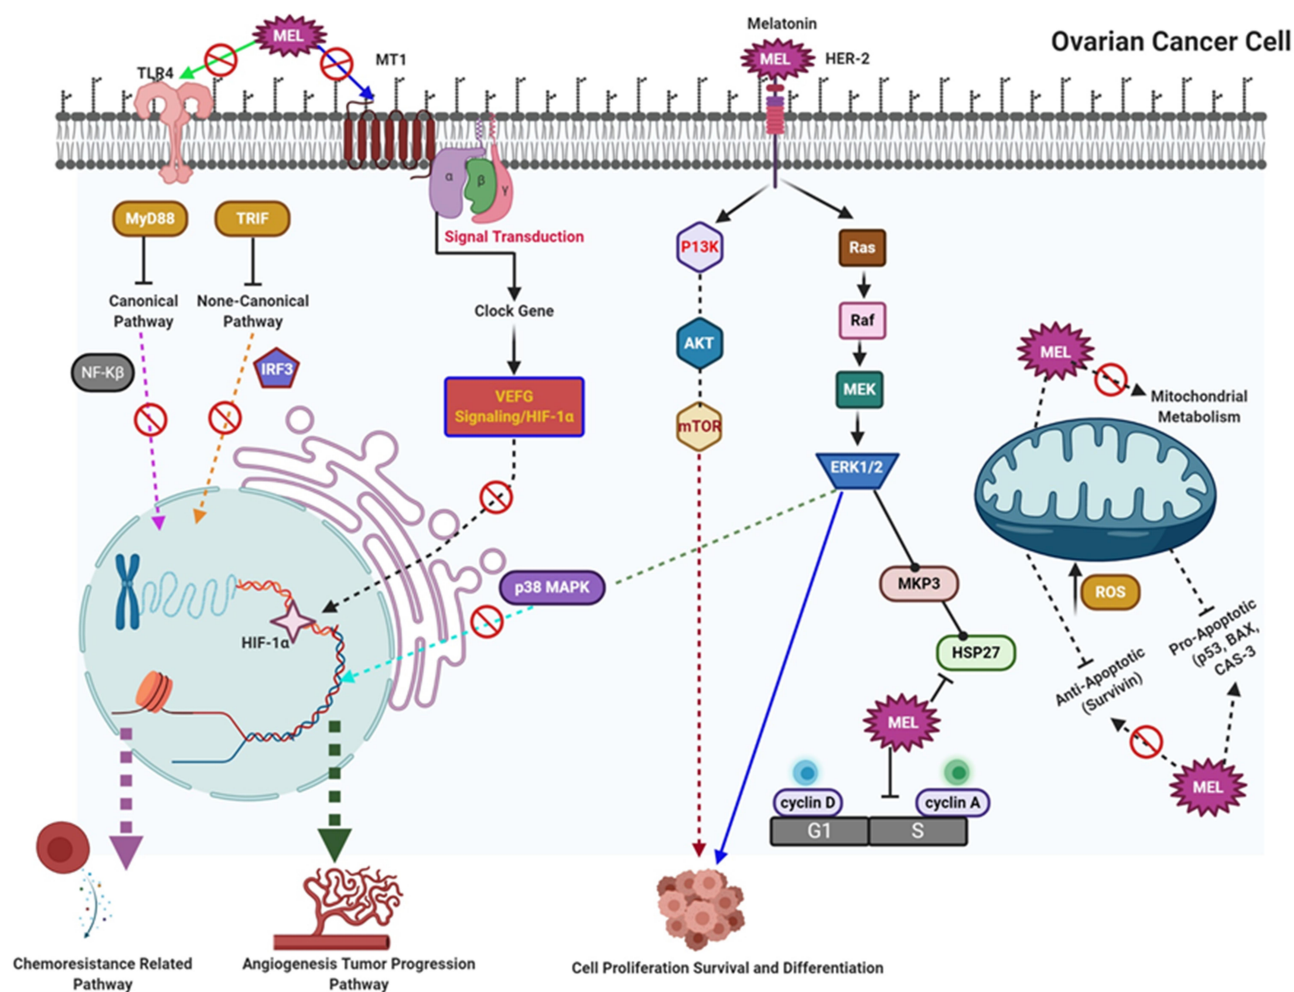 Ovarian Cancer Cell
MEL
TLR4
MT1
Melatonin
MEL
HER-2
α
β
γ
Signal Transduction
MyD88
TRIF
Canonical
Pathway
None-Canonical
Pathway
NF-Kβ
IRF3
Clock Gene
VEFG
Signaling/HIF-1α
P13K
AKT
mTOR
Ras
Raf
MEK
ERK1/2
MKP3
HSP27
p38 MAPK
HIF-1α
MEL
Mitochondrial
Metabolism
ROS
Anti-Apoptotic
(Survivin)
Pro-Apoptotic
(p53, BAX,
CAS-3
MEL
MEL
cyclin D
cyclin A
G1
S
Chemoresistance Related
Pathway
Angiogenesis Tumor Progression
Pathway
Cell Proliferation Survival and Differentiation